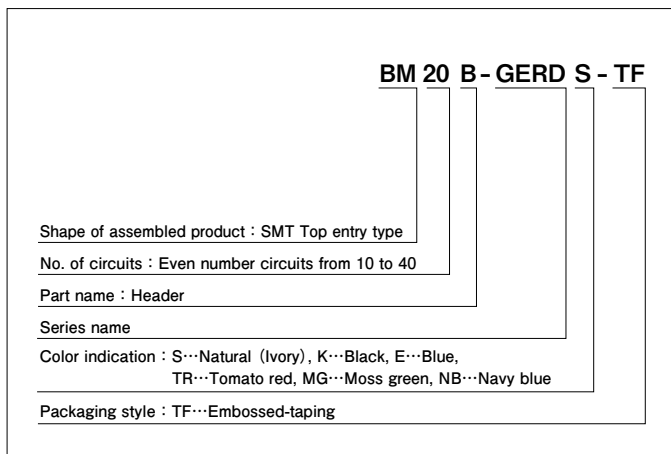 BM 20 B - GERD S - TF
Shape of assembled product : SMT Top entry type
No. of circuits : Even number circuits from 10 to 40
Part name : Header
Series name
Color indication : S…Natural (Ivory), K…Black, E…Blue,
TR…Tomato red, MG…Moss green, NB…Navy blue
Packaging style : TF…Embossed-taping